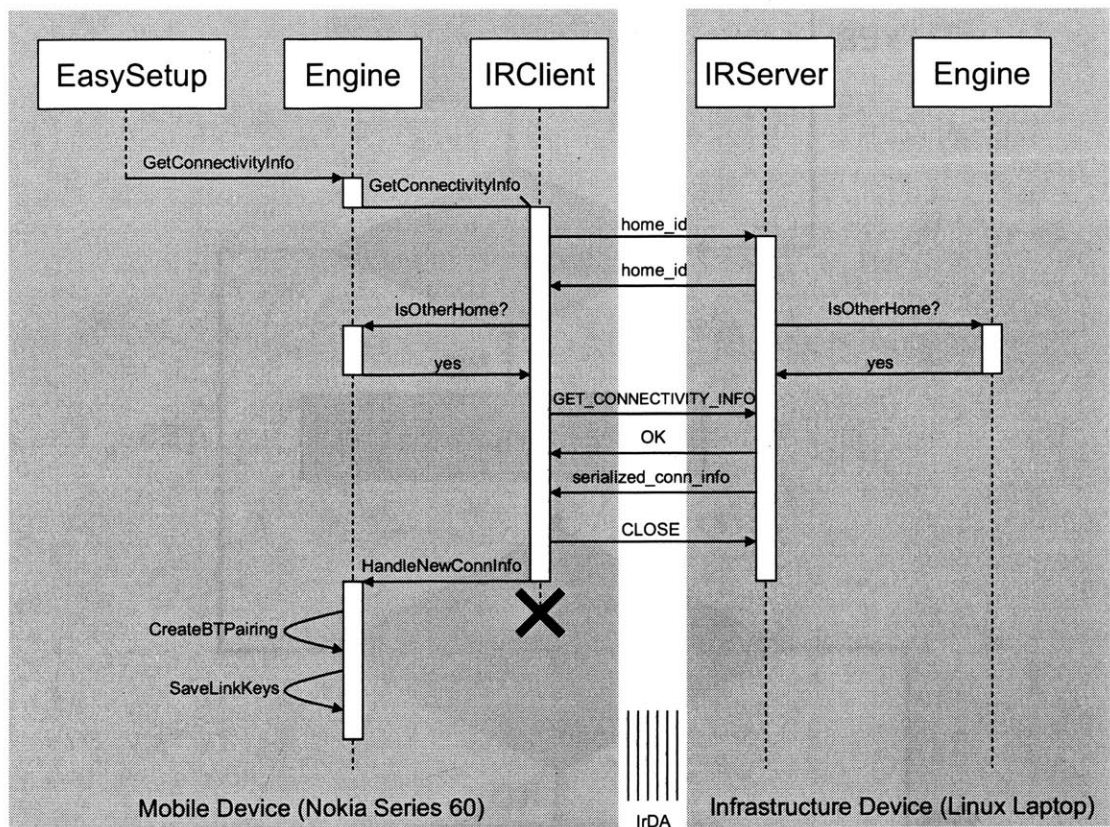 EasySetup
Engine
IRClient
IRServer
Engine
GetConnectivityInfo
GetConnectivityInfo
home_id
home_id
IsOtherHome?
IsOtherHome?
yes
yes
GET_CONNECTIVITY_INFO
OK
serialized_conn_info
CLOSE
HandleNewConnInfo
CreateBTPairing
SaveLinkKeys
Mobile Device (Nokia Series 60)
IrDA
Infrastructure Device (Linux Laptop)